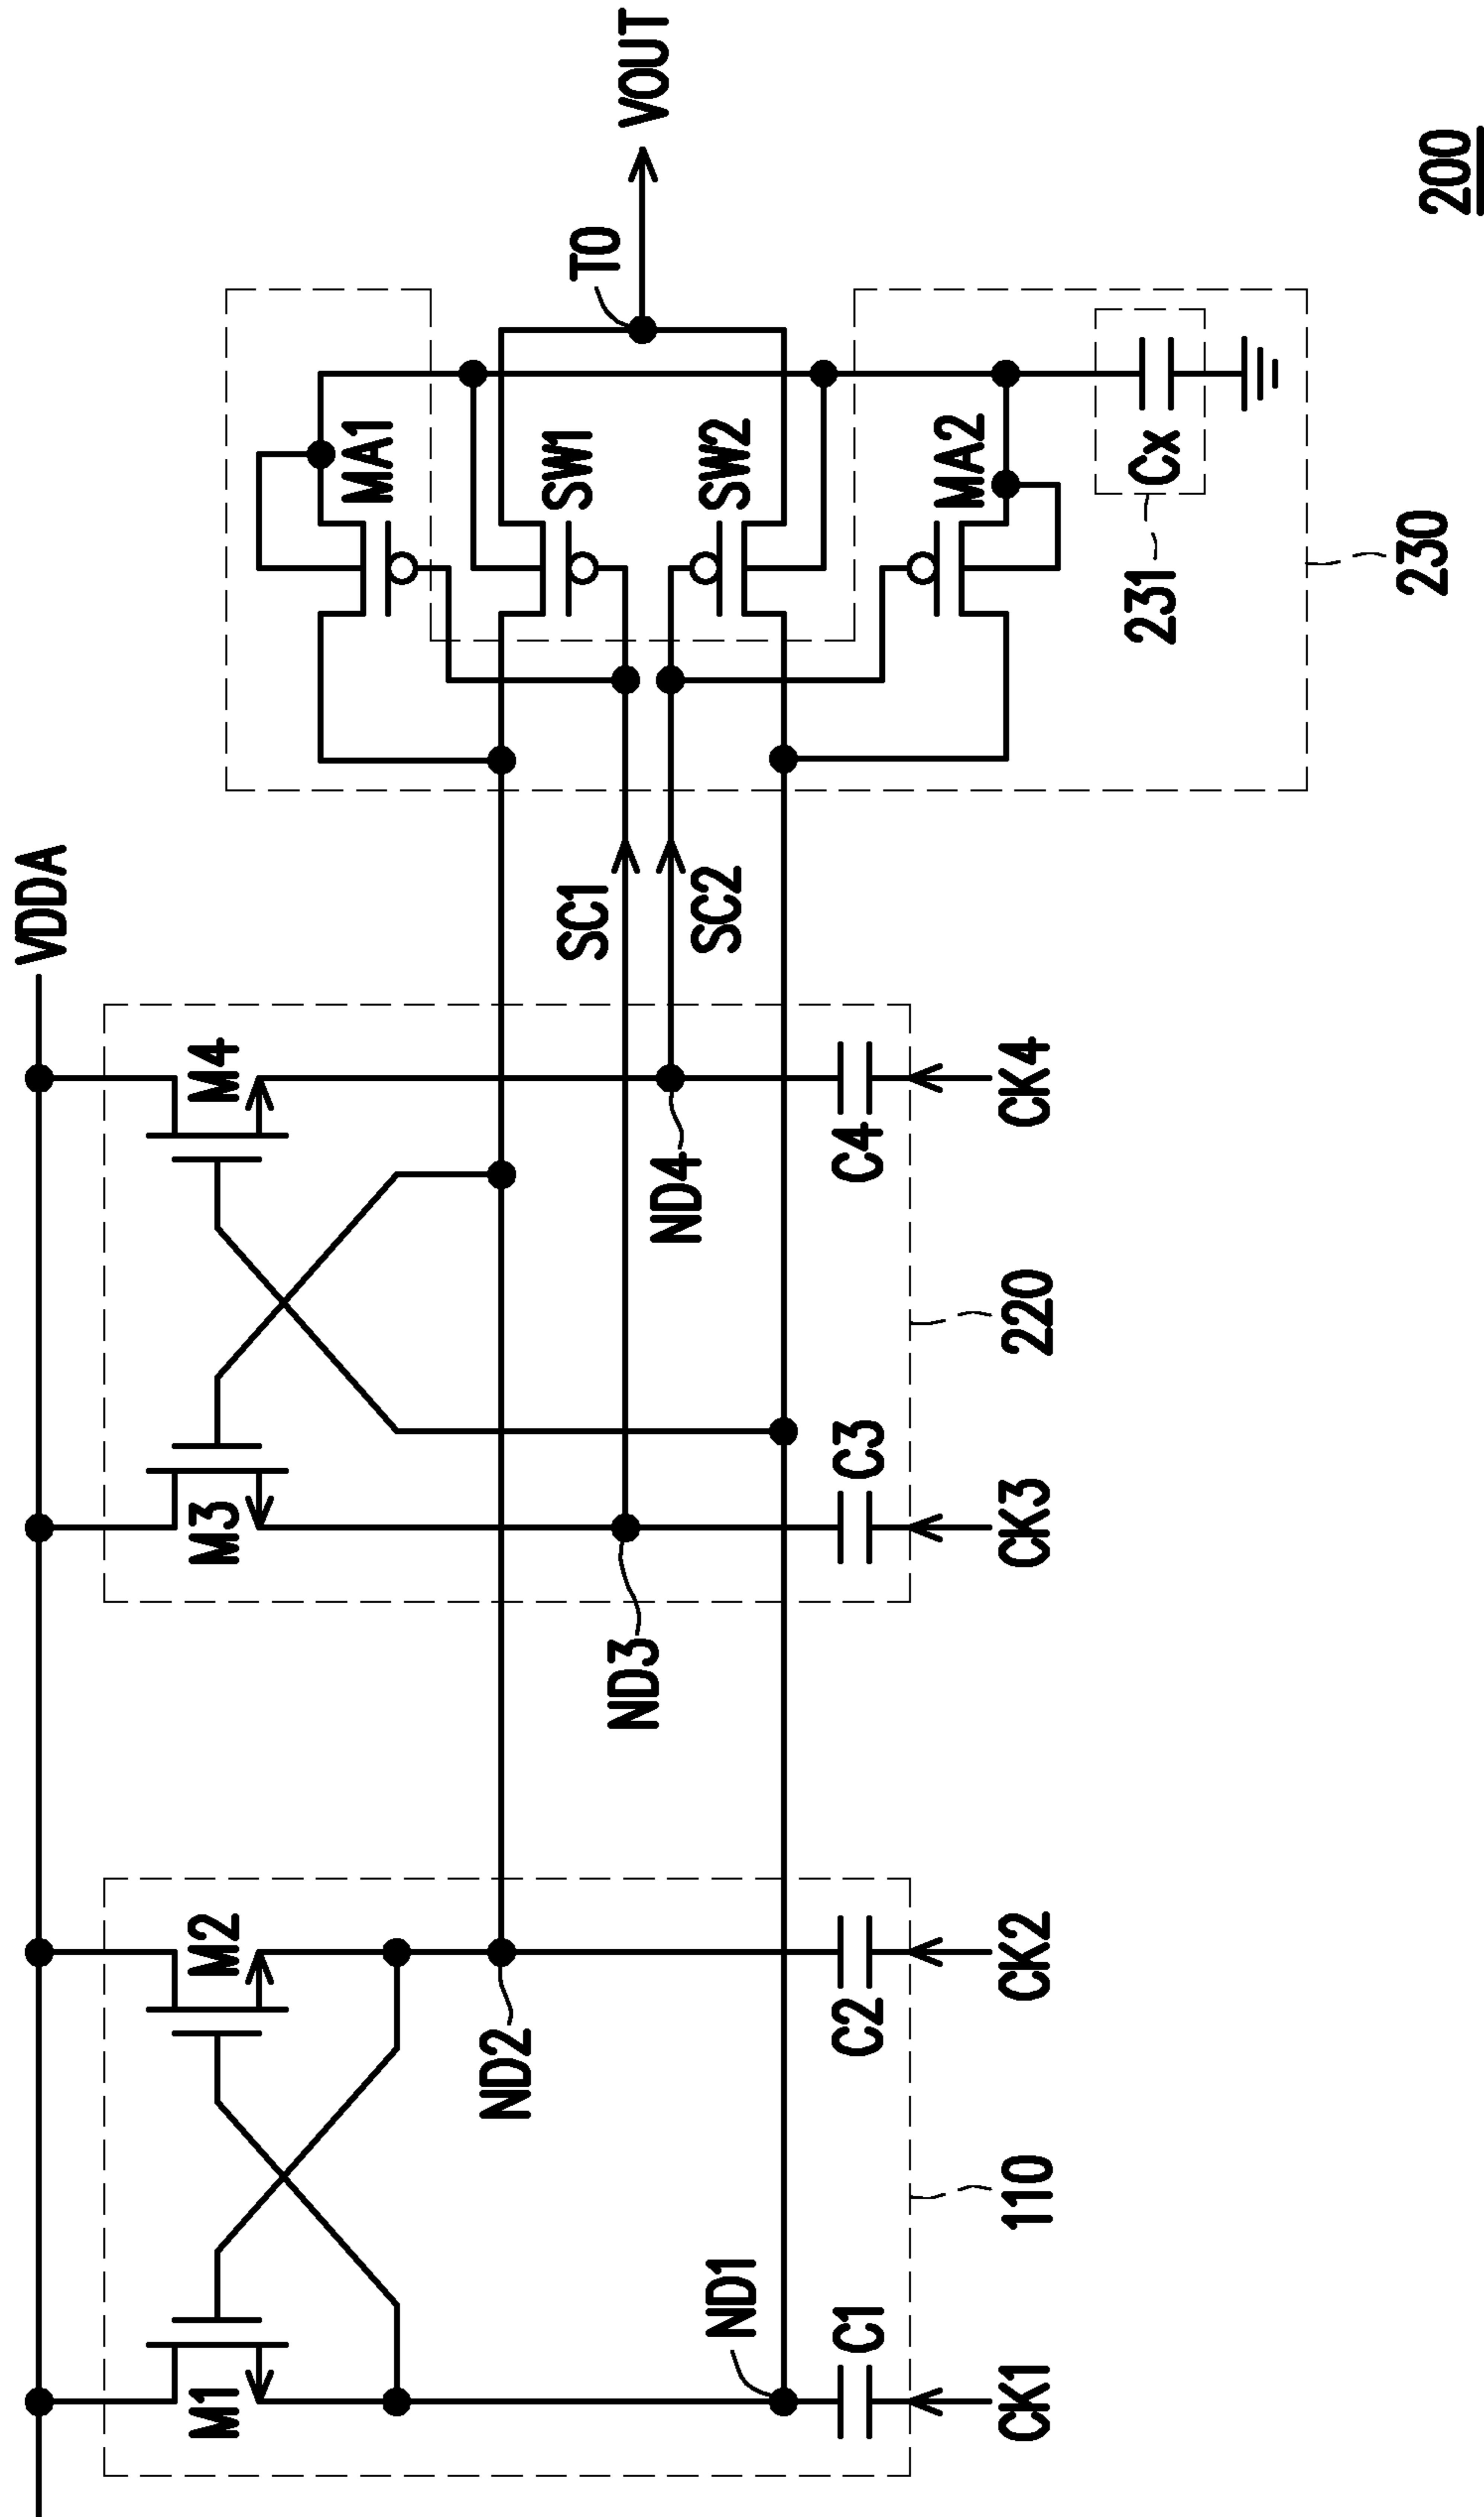 VDDA
M1
M2
M3
M4
MA1
SW1
SW2
MA2
TO
VOUT
SC1
SC2
ND1
ND2
ND3
ND4
C1
C2
C3
C4
Cx
231
CK1
CK2
CK3
CK4
110
220
230
200